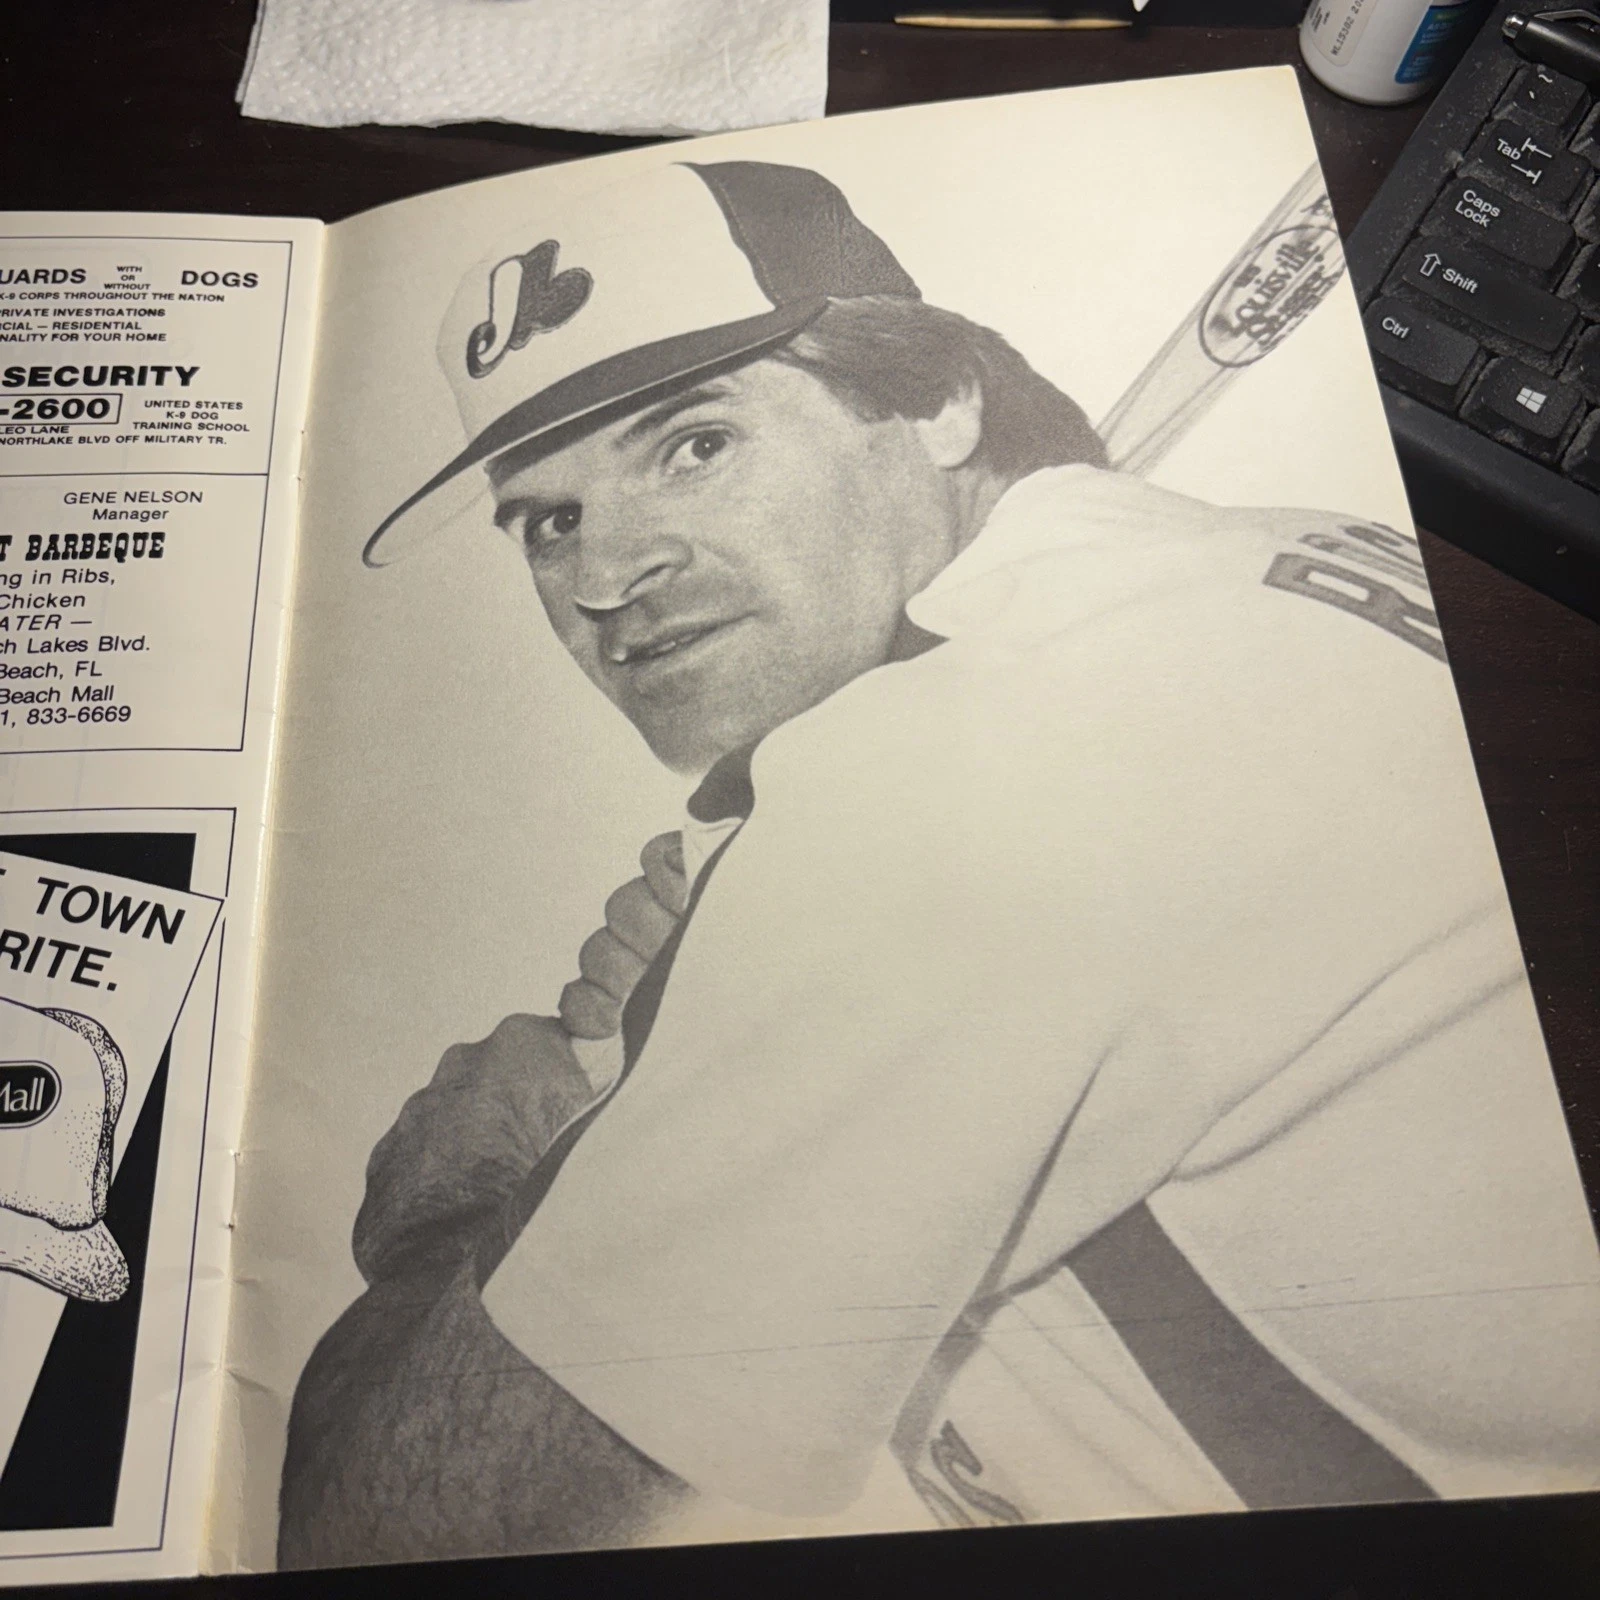 UARDS WITH OR WITHOUT DOGS
K-9 CORPS THROUGHOUT THE NATION
PRIVATE INVESTIGATIONS
CIAL — RESIDENTIAL
NALITY FOR YOUR HOME
SECURITY
-2600
UNITED STATES
K-9 DOG
TRAINING SCHOOL
LEO LANE
NORTHLAKE BLVD OFF MILITARY TR.
GENE NELSON
Manager
T BARBEQUE
ng in Ribs,
Chicken
ATER —
ch Lakes Blvd.
Beach, FL
Beach Mall
1, 833-6669
TOWN
RITE.
Mall
Louisville
Slugger
R
Tab
Caps
Lock
Shift
Ctrl
~